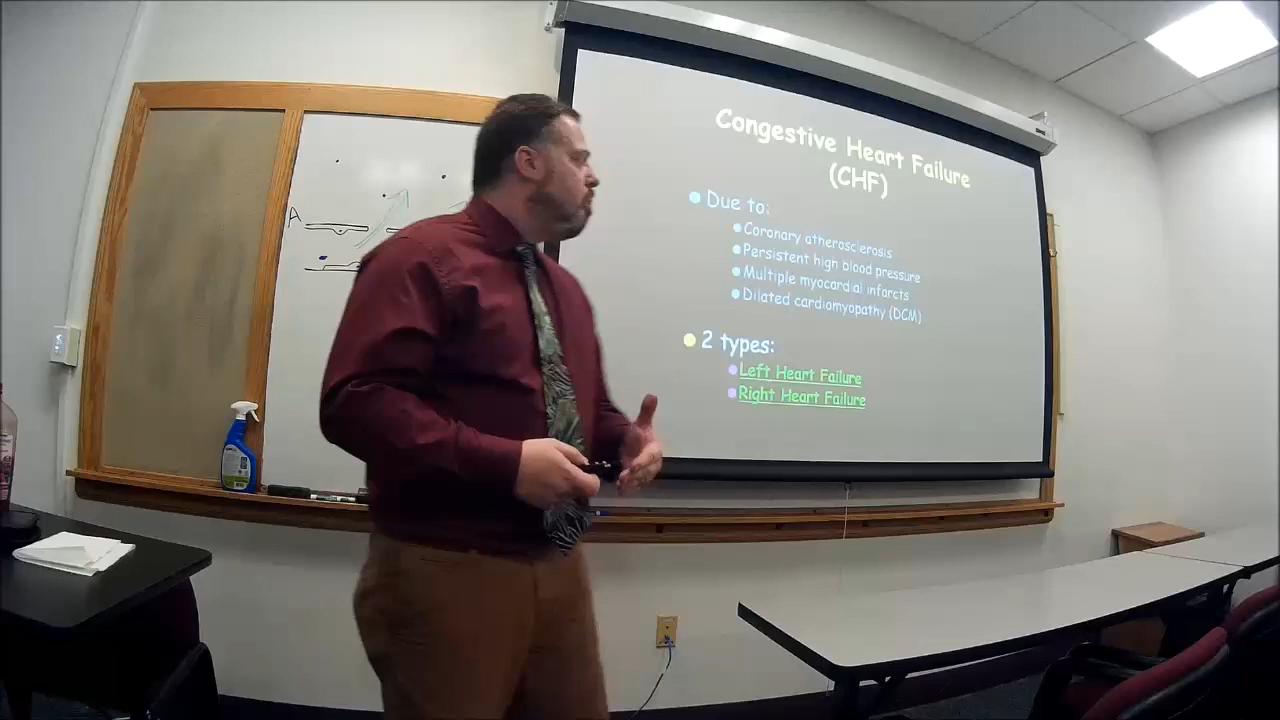 Congestive Heart Failure
(CHF)
Due to:
Coronary atherosclerosis
Persistent high blood pressure
Multiple myocardial infarcts
Dilated cardiomyopathy (DCM)
2 types:
Left Heart Failure
Right Heart Failure
A